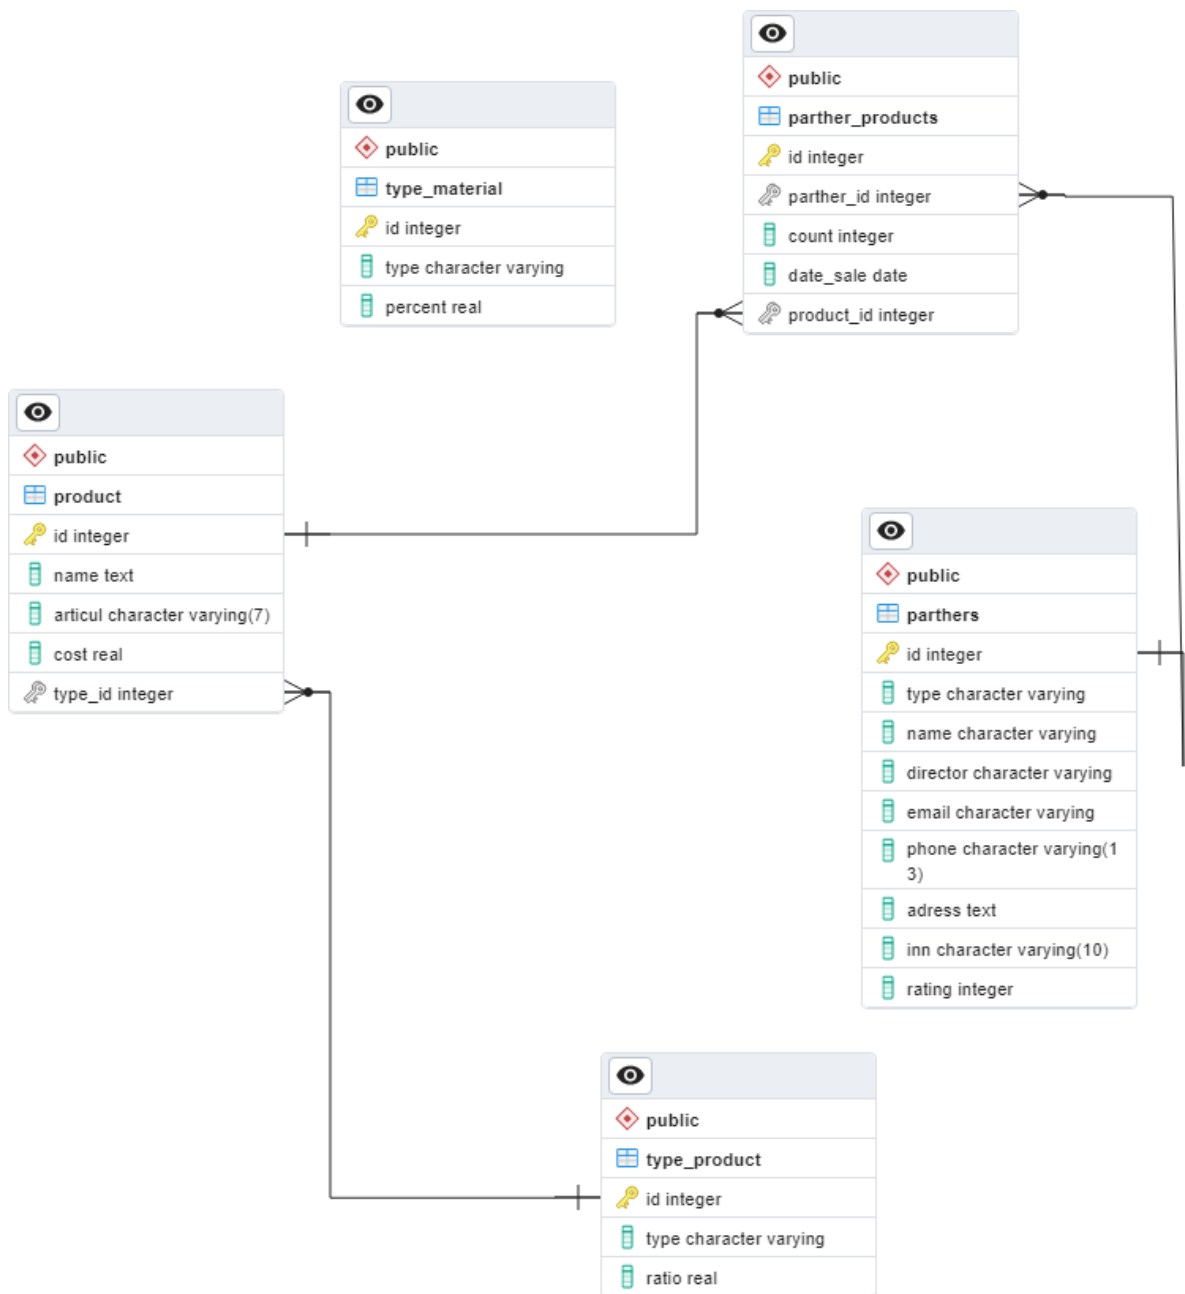 public
parther_products
id integer
parther_id integer
count integer
date_sale date
product_id integer
public
type_material
id integer
type character varying
percent real
public
product
id integer
name text
articul character varying(7)
cost real
type_id integer
public
parthers
id integer
type character varying
name character varying
director character varying
email character varying
phone character varying(1
3)
adress text
inn character varying(10)
rating integer
public
type_product
id integer
type character varying
ratio real